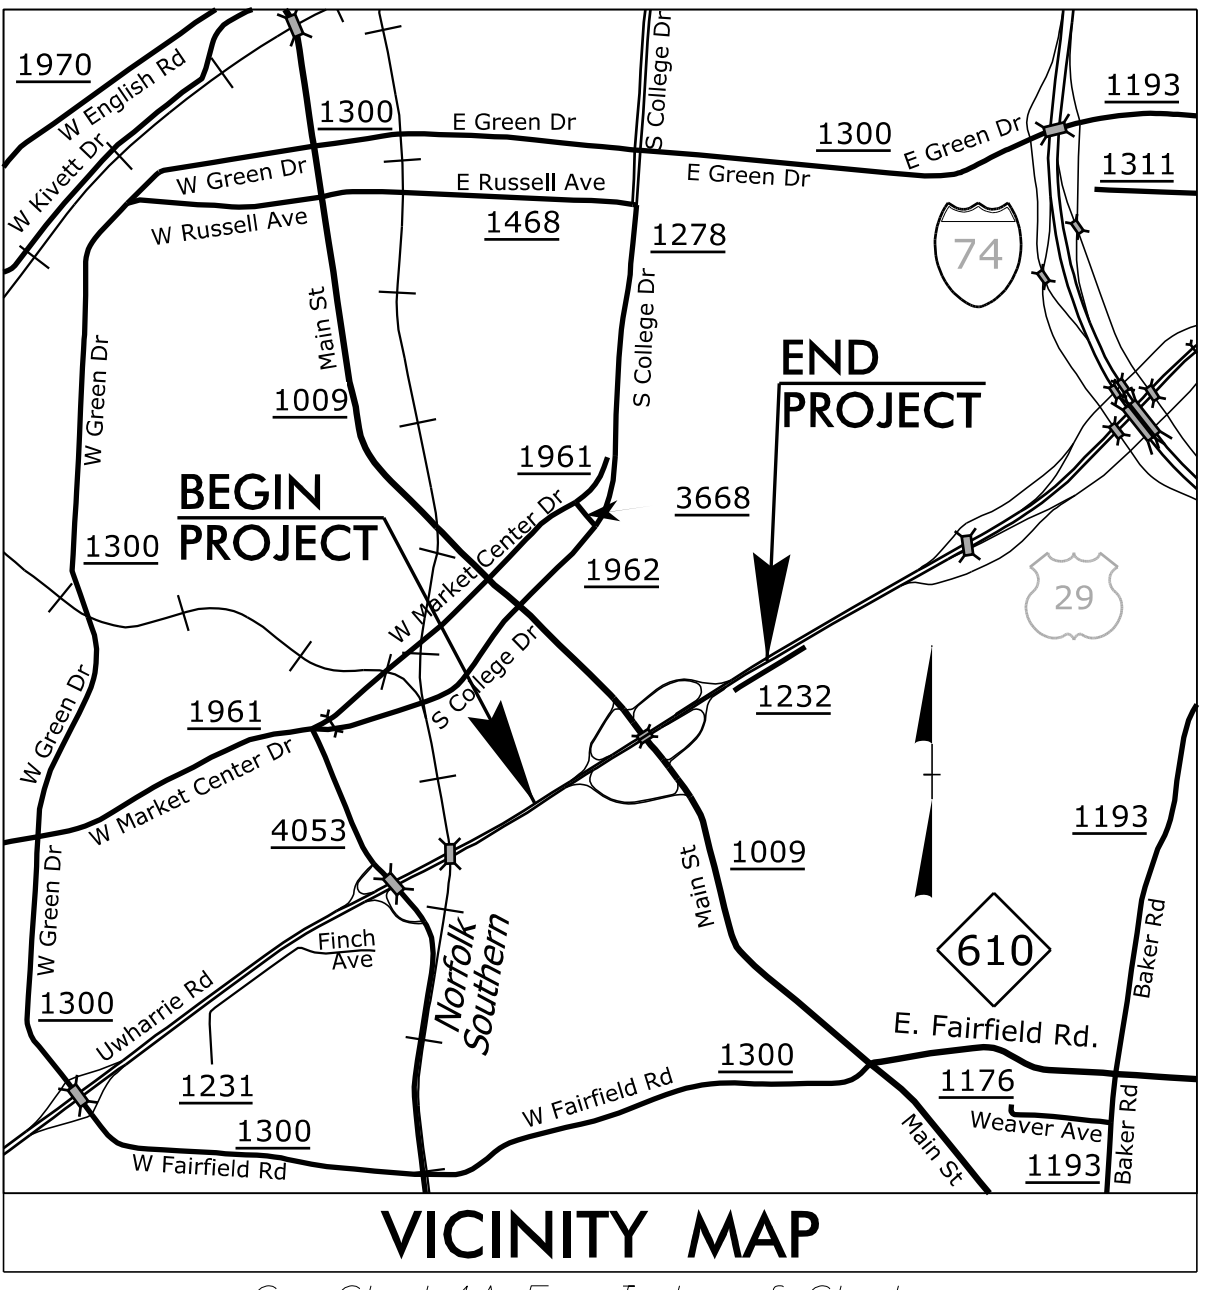 1970
W English Rd
W Kivett Dr
1300
E Green Dr
S College Dr
1300
E Green Dr
1193
1311
W Green Dr
E Russell Ave
E Green Dr
W Russell Ave
1468
1278
74
Main St
S College Dr
W Green Dr
1009
END
PROJECT
1961
BEGIN
PROJECT
3668
1300
W Market Center Dr
1962
29
W Green Dr
S College Dr
1961
1232
W Market Center Dr
4053
1193
Main St
1009
W Green Dr
Finch
Ave
Norfolk
Southern
610
Baker Rd
1300
Uwharrie Rd
E. Fairfield Rd.
1231
1300
1176
W Fairfield Rd
Weaver Ave
1300
Main St
Baker Rd
W Fairfield Rd
1193
VICINITY MAP